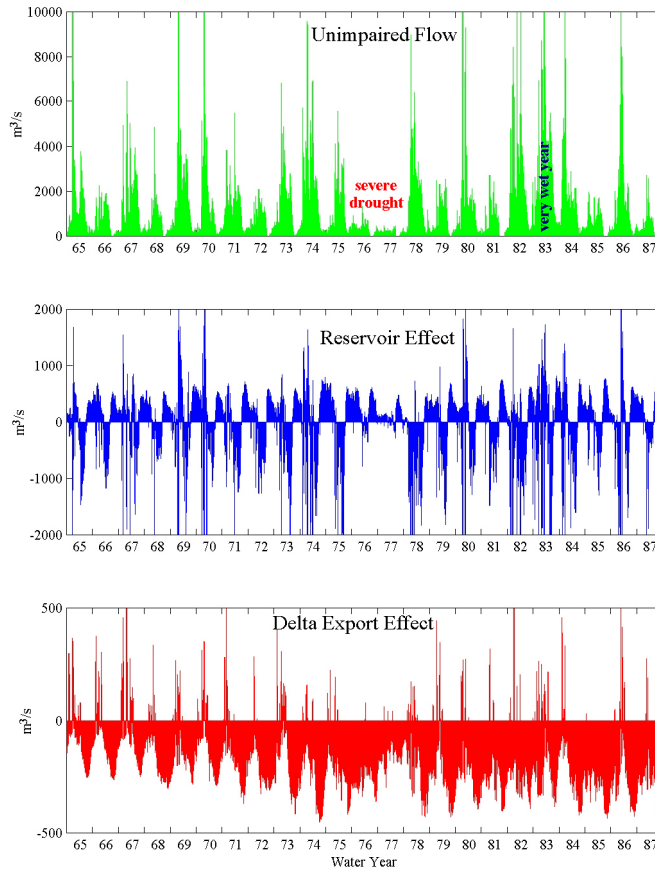 10000
Unimpaired Flow
8000
6000
m³/s
4000
very wet year
severe
drought
2000
0
65 66 67 68 69 70 71 72 73 74 75 76 77 78 79 80 81 82 83 84 85 86 87
2000
Reservoir Effect
1000
m³/s
0
-1000
-2000
65 66 67 68 69 70 71 72 73 74 75 76 77 78 79 80 81 82 83 84 85 86 87
500
Delta Export Effect
m³/s
0
-500
65 66 67 68 69 70 71 72 73 74 75 76 77 78 79 80 81 82 83 84 85 86 87
Water Year